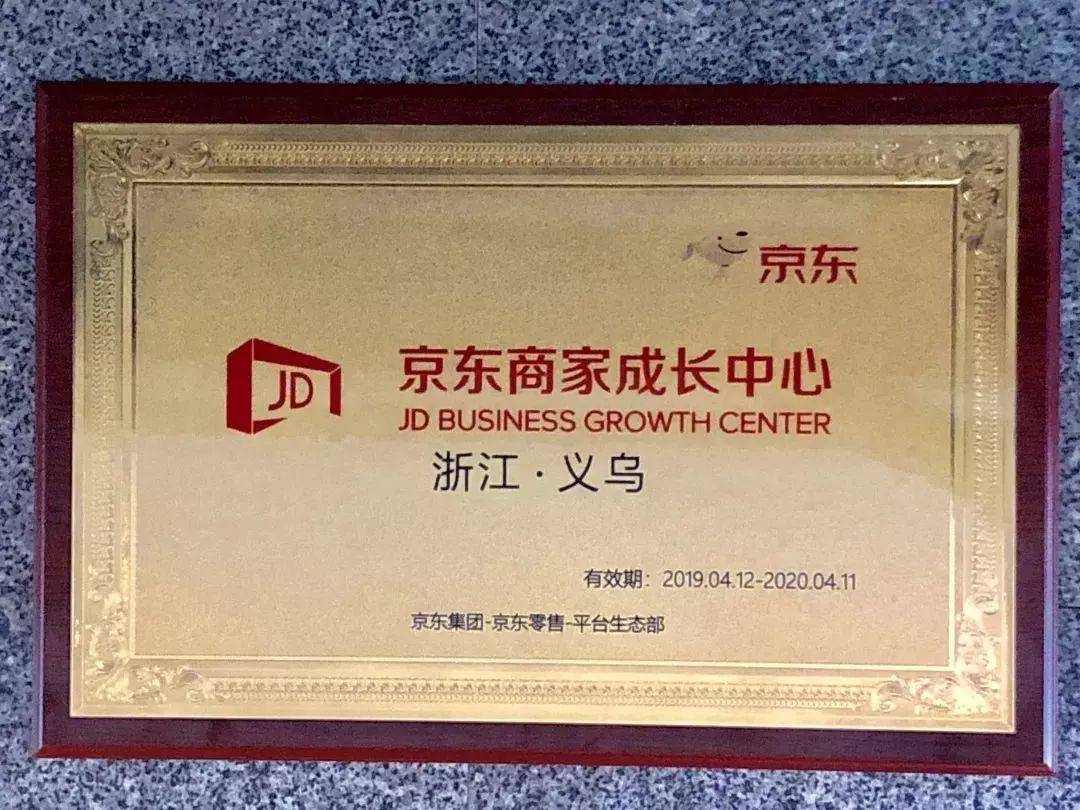 京东
JD
京东商家成长中心
JD BUSINESS GROWTH CENTER
浙江·义乌
有效期：2019.04.12-2020.04.11
京东集团-京东零售-平台生态部